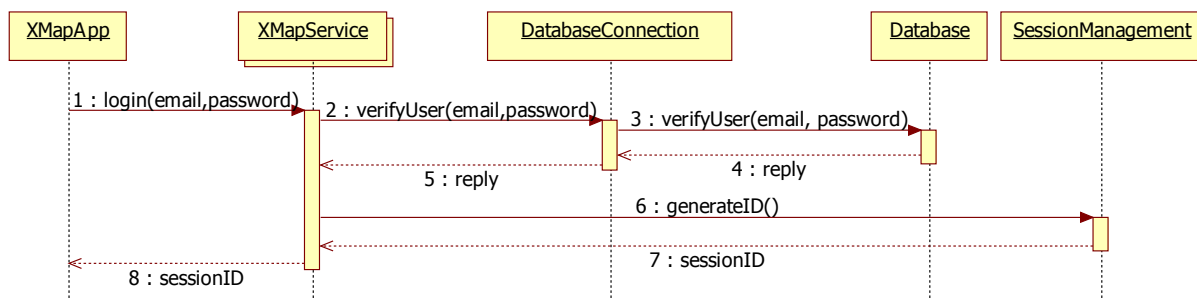 XMapApp
XMapService
DatabaseConnection
Database
SessionManagement
1 : login(email,password)
2 : verifyUser(email,password)
3 : verifyUser(email, password)
4 : reply
5 : reply
6 : generateID()
7 : sessionID
8 : sessionID